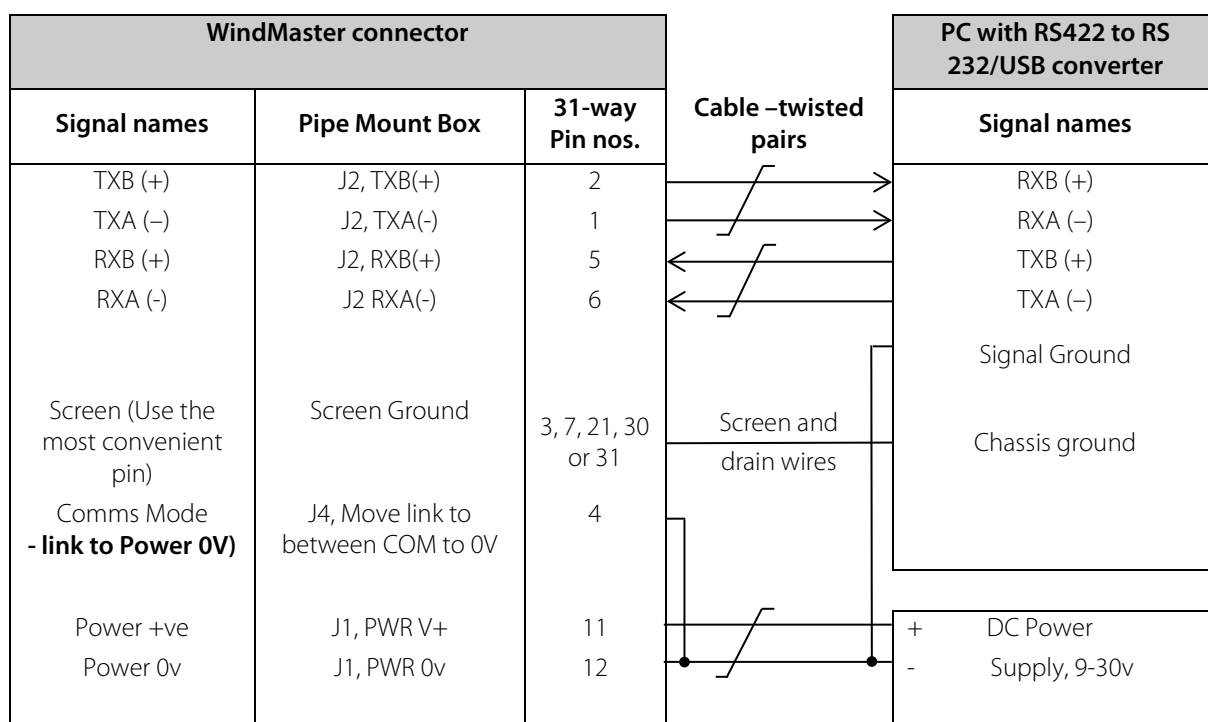 WindMaster connector
PC with RS422 to RS
232/USB converter
Signal names
Pipe Mount Box
31-way
Pin nos.
Cable –twisted
pairs
Signal names
TXB (+) J2, TXB(+) 2 RXB (+)
TXA (–) J2, TXA(-) 1 RXA (–)
RXB (+) J2, RXB(+) 5 TXB (+)
RXA (-) J2 RXA(-) 6 TXA (–)
Signal Ground
Screen (Use the
most convenient
pin)
Screen Ground
3, 7, 21, 30
or 31
Screen and
drain wires
Chassis ground
Comms Mode
- link to Power 0V)
J4, Move link to
between COM to 0V
4
Power +ve J1, PWR V+ 11 + DC Power
Power 0v J1, PWR 0v 12 - Supply, 9-30v